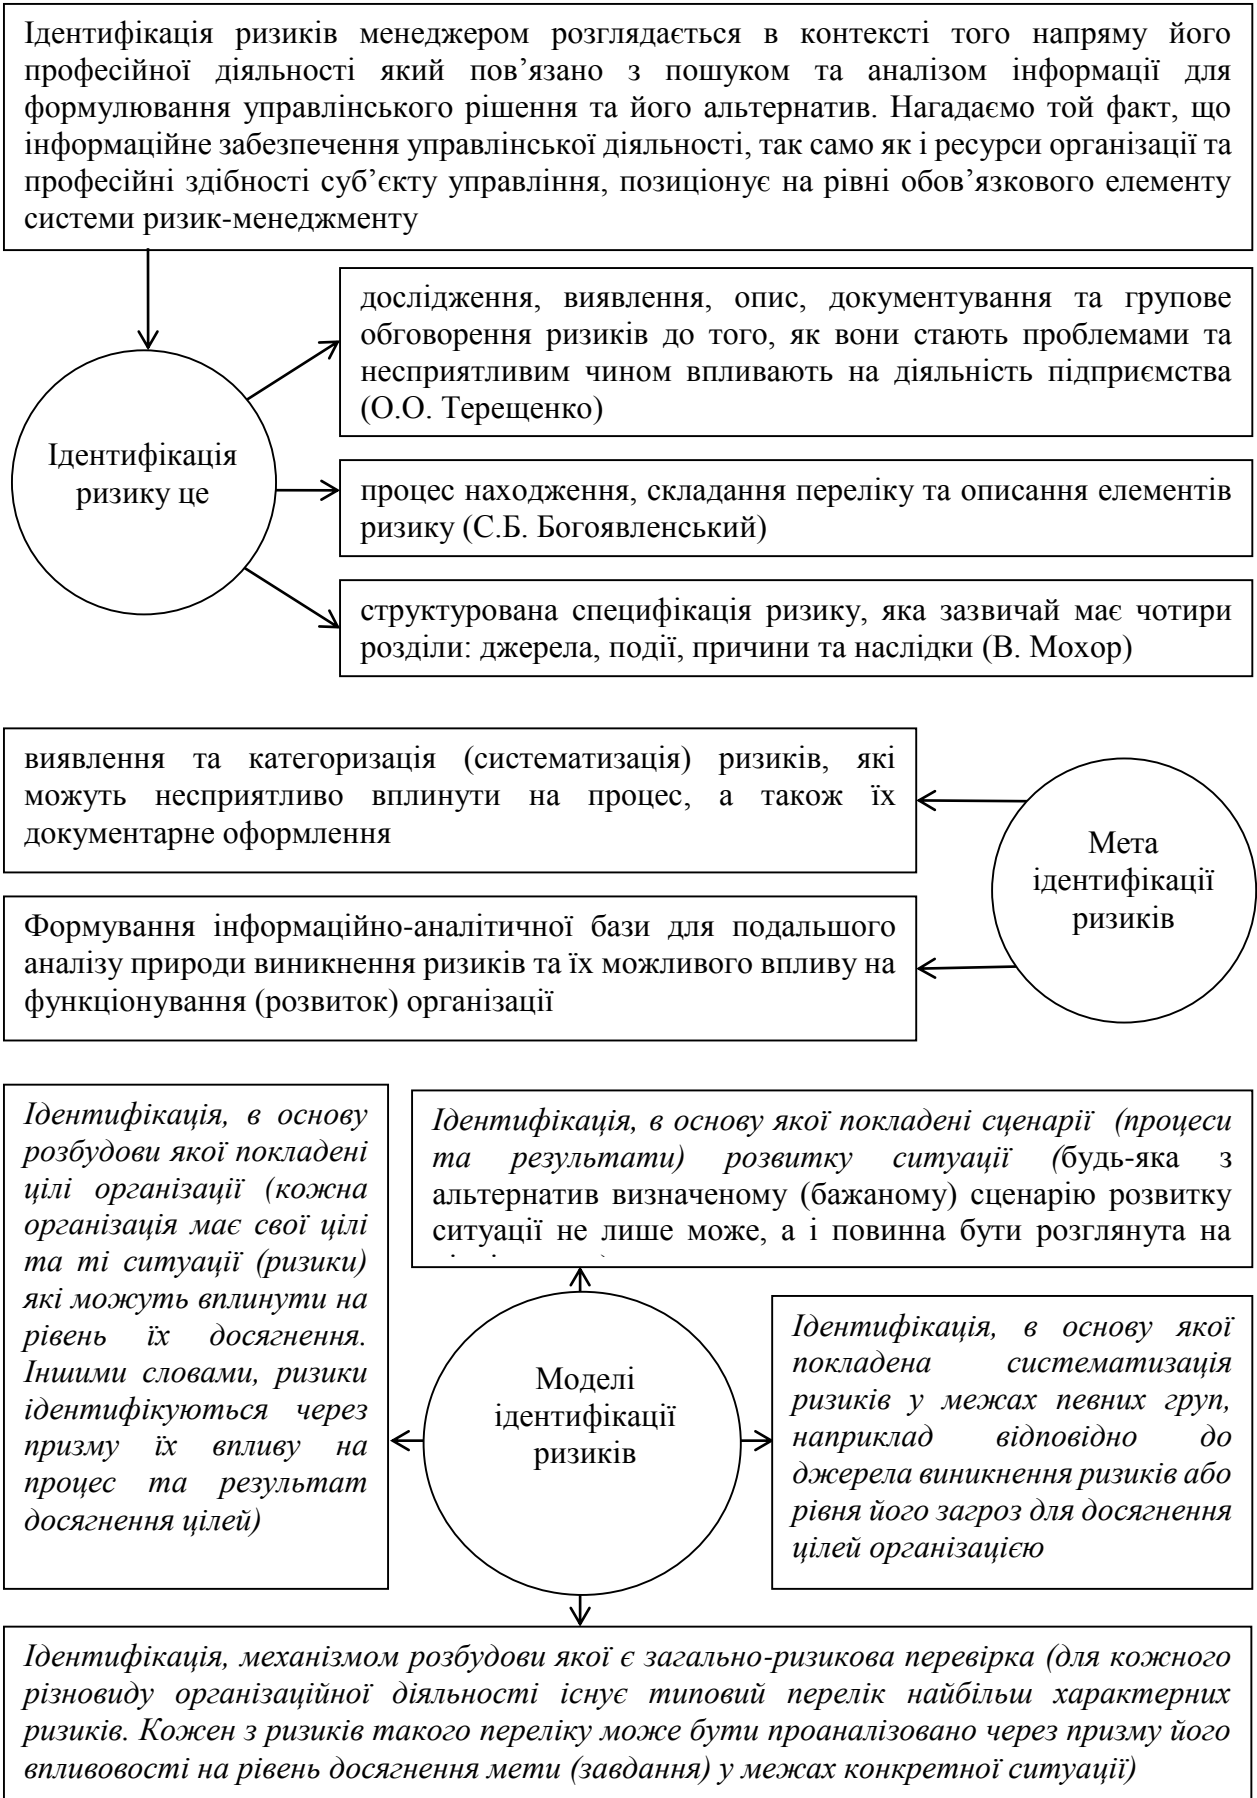 Ідентифікація ризиків менеджером розглядається в контексті того напряму його
професійної діяльності який пов’язано з пошуком та аналізом інформації для
формулювання управлінського рішення та його альтернатив. Нагадаємо той факт, що
інформаційне забезпечення управлінської діяльності, так само як і ресурси організації та
професійні здібності суб’єкту управління, позиціонує на рівні обов’язкового елементу
системи ризик-менеджменту
Ідентифікація
ризику це
дослідження, виявлення, опис, документування та групове
обговорення ризиків до того, як вони стають проблемами та
несприятливим чином впливають на діяльність підприємства
(О.О. Терещенко)
процес находження, складання переліку та описання елементів
ризику (С.Б. Богоявленський)
структурована специфікація ризику, яка зазвичай має чотири
розділи: джерела, події, причини та наслідки (В. Мохор)
виявлення та категоризація (систематизація) ризиків, які
можуть несприятливо вплинути на процес, а також їх
документарне оформлення
Мета
ідентифікації
ризиків
Формування інформаційно-аналітичної бази для подальшого
аналізу природи виникнення ризиків та їх можливого впливу на
функціонування (розвиток) організації
Ідентифікація, в основу
розбудови якої покладені
цілі організації (кожна
організація має свої цілі
та ті ситуації (ризики)
які можуть вплинути на
рівень їх досягнення.
Іншими словами, ризики
ідентифікуються через
призму їх впливу на
процес та результат
досягнення цілей)
Ідентифікація, в основу якої покладені сценарії (процеси
та результати) розвитку ситуації (будь-яка з
альтернатив визначеному (бажаному) сценарію розвитку
ситуації не лише може, а і повинна бути розглянута на
Моделі
ідентифікації
ризиків
Ідентифікація, в основу якої
покладена систематизація
ризиків у межах певних груп,
наприклад відповідно до
джерела виникнення ризиків або
рівня його загроз для досягнення
цілей організацією
Ідентифікація, механізмом розбудови якої є загально-ризикова перевірка (для кожного
різновиду організаційної діяльності існує типовий перелік найбільш характерних
ризиків. Кожен з ризиків такого переліку може бути проаналізовано через призму його
впливовості на рівень досягнення мети (завдання) у межах конкретної ситуації)